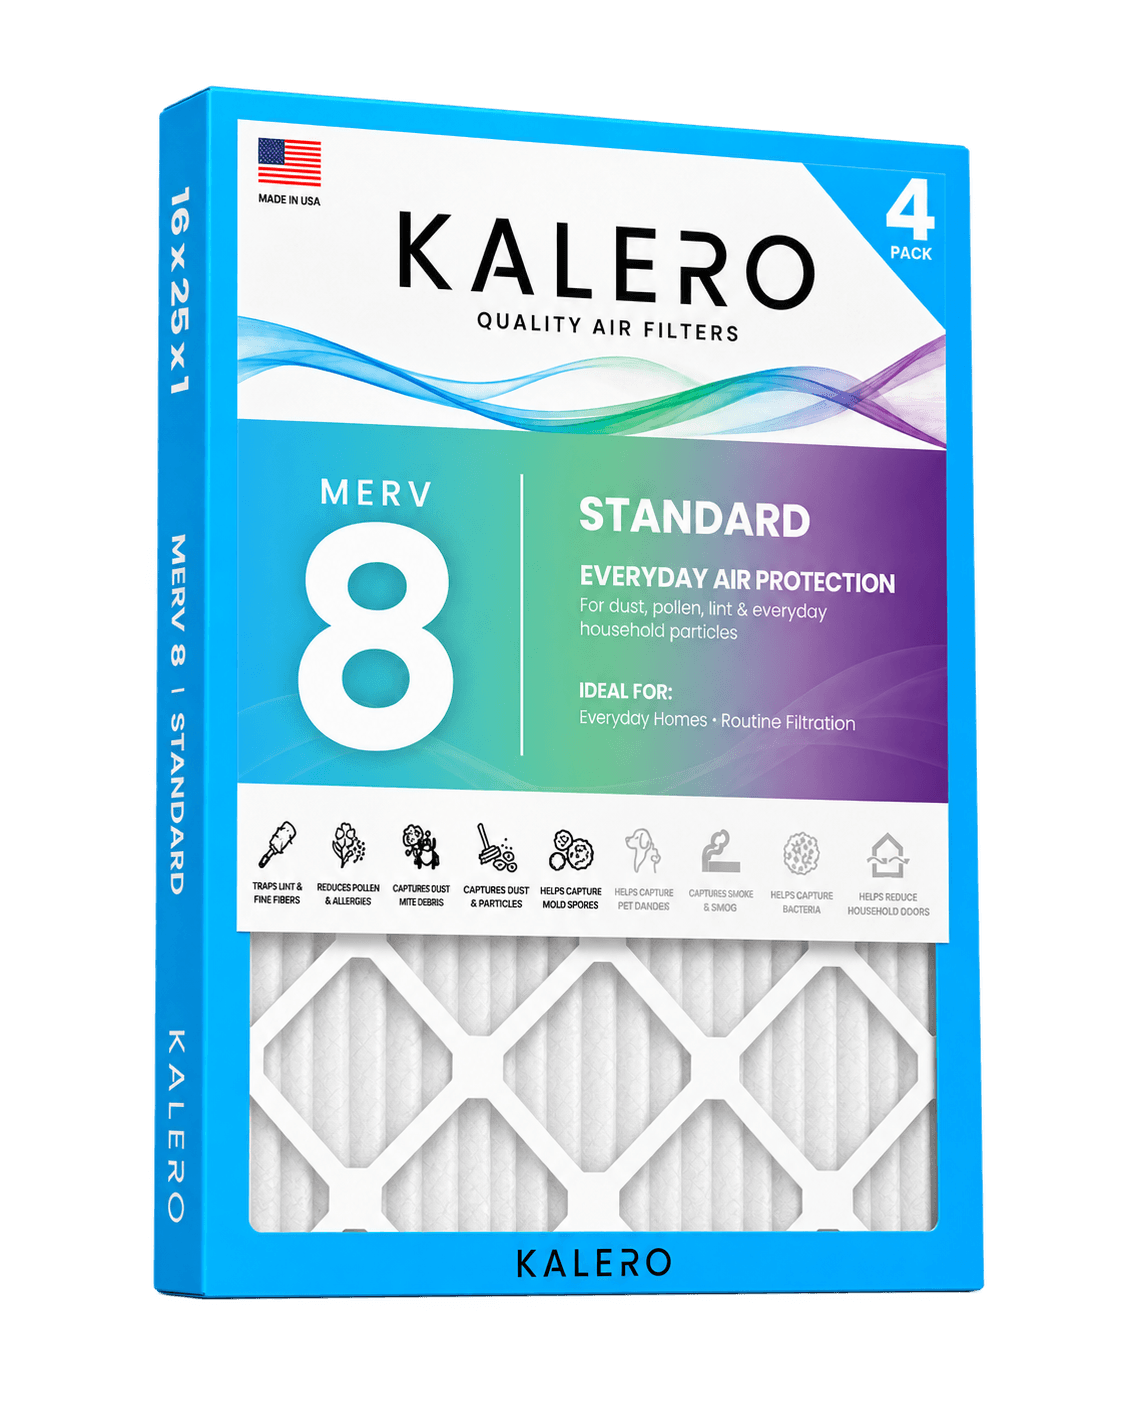 MADE IN USA
4
PACK
KALERO
QUALITY AIR FILTERS
MERV
8
STANDARD
EVERYDAY AIR PROTECTION
For dust, pollen, lint & everyday
household particles
IDEAL FOR:
Everyday Homes • Routine Filtration
TRAPS LINT &
FINE FIBERS
REDUCES POLLEN
& ALLERGIES
CAPTURES DUST
MITE DEBRIS
CAPTURES DUST
& PARTICLES
HELPS CAPTURE
MOLD SPORES
HELPS CAPTURE
PET DANDEЯ
CAPTURES SMOKE
& SMOG
HELPS CAPTURE
BACTERIA
HELPS REDUCE
HOUSEHOLD ODORS
KALERO
16 x 25 x 1
MERV 8 | STANDARD
KALERO